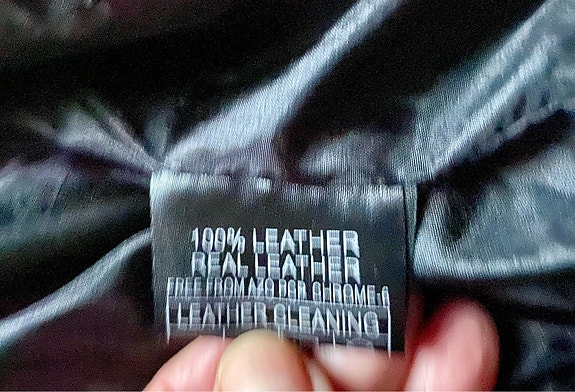 100% LEATHER
REAL LEATHER
FREE FROM AZO PCP CHROME-6
LEATHER CLEANING